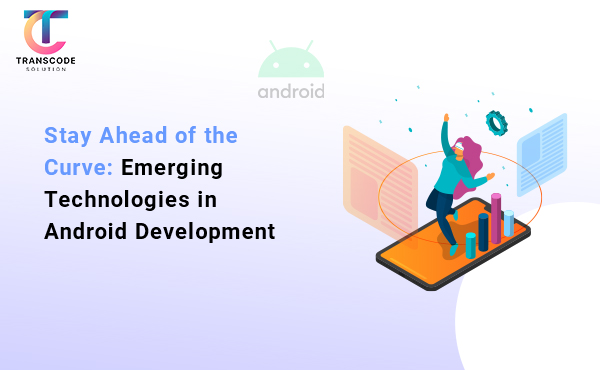 TRANSCODE
SOLUTION
android
Stay Ahead of the
Curve: Emerging
Technologies in
Android Development